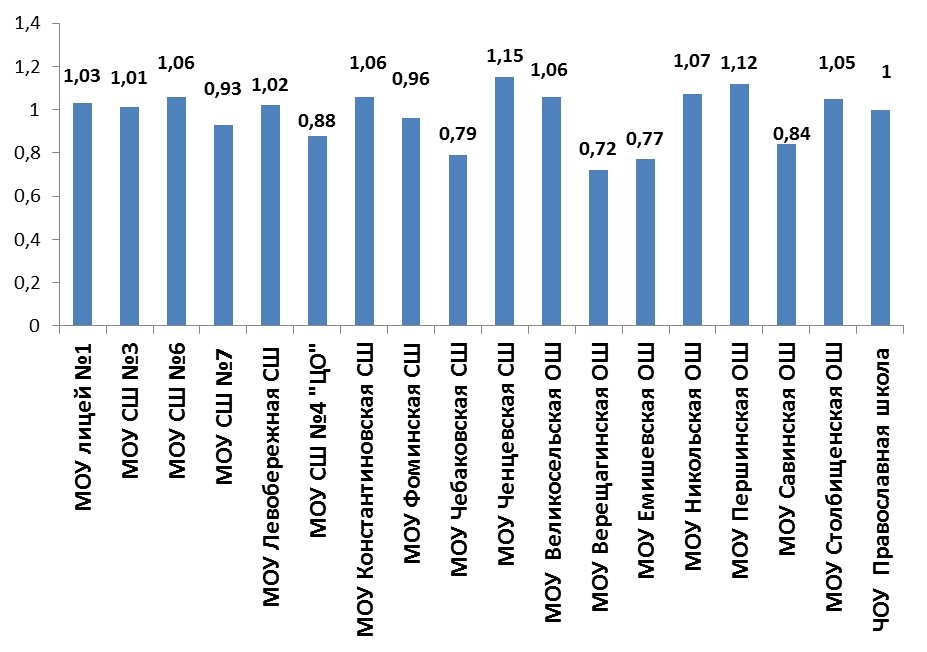 1,4
1,2
1
0,8
0,6
0,4
0,2
0
1,03
1,01
1,06
0,93
1,02
0,88
1,06
0,96
0,79
1,15
1,06
0,72
0,77
1,07
1,12
0,84
1,05
1
МОУ лицей №1
МОУ СШ №3
МОУ СШ №6
МОУ СШ №7
МОУ Левобережная СШ
МОУ СШ №4 "ЦО"
МОУ Константиновская СШ
МОУ Фоминская СШ
МОУ Чебаковская СШ
МОУ Ченцевская СШ
МОУ Великосельская ОШ
МОУ Верещагинская ОШ
МОУ Емишевская ОШ
МОУ Никольская ОШ
МОУ Першинская ОШ
МОУ Савинская ОШ
МОУ Столбищенская ОШ
ЧОУ Православная школа